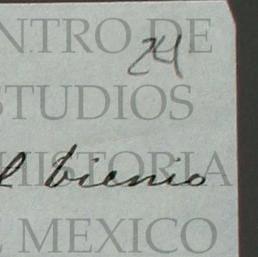 NTRO DE
24
STUDIOS
l bienio
HISTORIA
E MEXICO